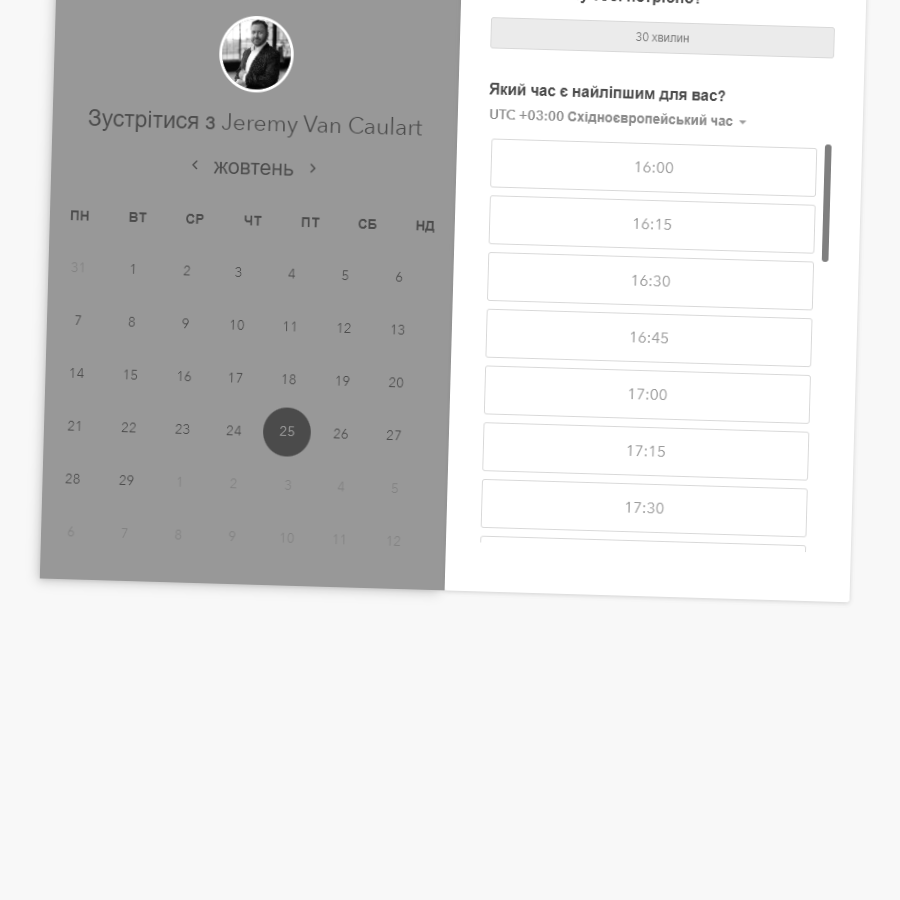 Зустрітися з Jeremy Van Caulart
жовтень
ПН ВТ СР ЧТ ПТ СБ НД
31 1 2 3 4 5 6
7 8 9 10 11 12 13
14 15 16 17 18 19 20
21 22 23 24 25 26 27
28 29 1 2 3 4 5
6 7 8 9 10 11 12
30 хвилин
Який час є найліпшим для вас?
UTC +03:00 Східноєвропейський час
16:00
16:15
16:30
16:45
17:00
17:15
17:30